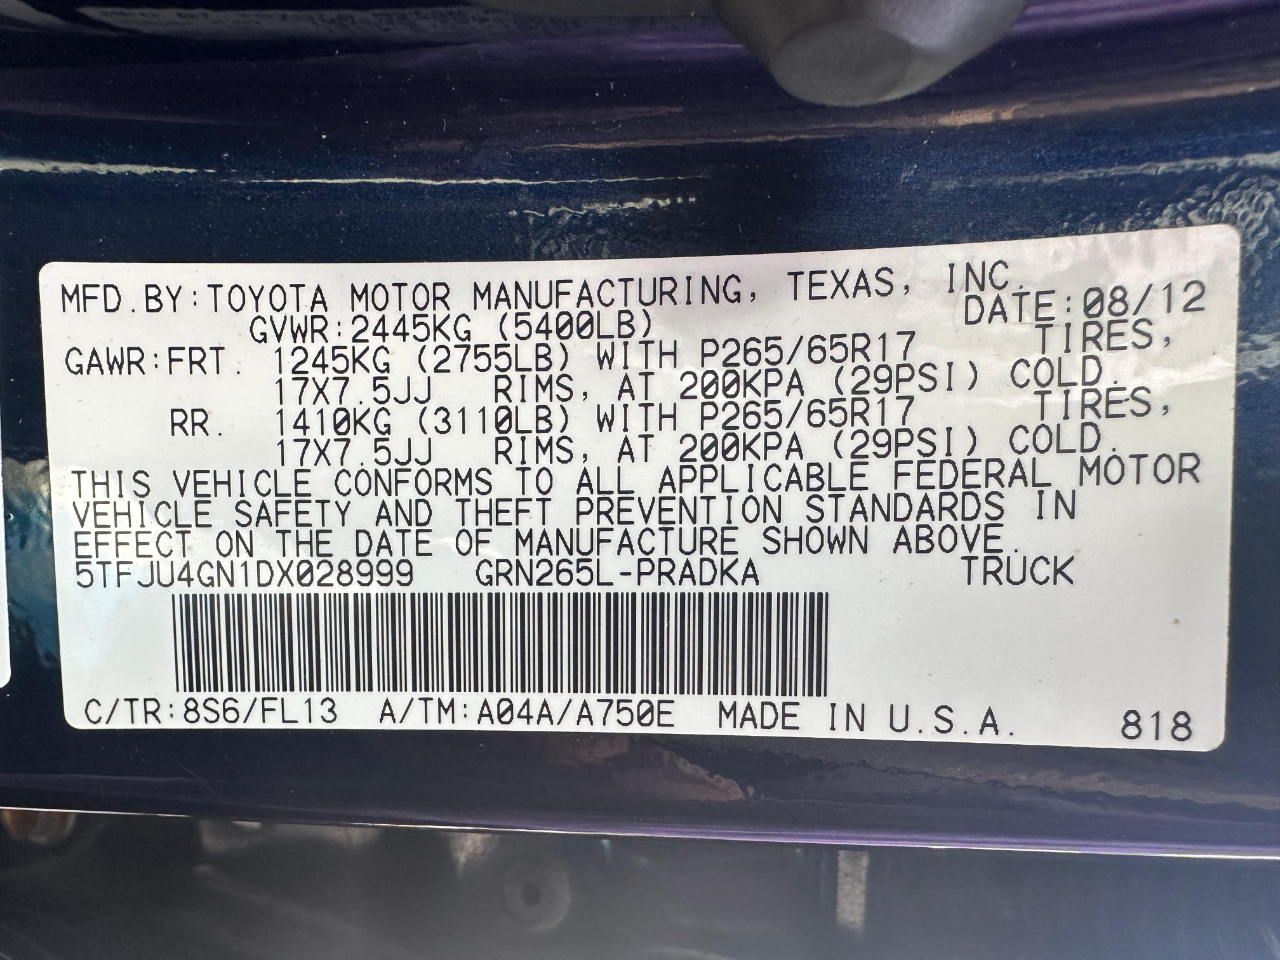 MFD.BY:TOYOTA MOTOR MANUFACTURING, TEXAS, INC.
GVWR:2445KG (5400LB) DATE:08/12
GAWR:FRT. 1245KG (2755LB) WITH P265/65R17 TIRES,
17X7.5JJ RIMS, AT 200KPA (29PSI) COLD.
RR. 1410KG (3110LB) WITH P265/65R17 TIRES,
17X7.5JJ RIMS, AT 200KPA (29PSI) COLD.
THIS VEHICLE CONFORMS TO ALL APPLICABLE FEDERAL MOTOR
VEHICLE SAFETY AND THEFT PREVENTION STANDARDS IN
EFFECT ON THE DATE OF MANUFACTURE SHOWN ABOVE.
5TFJU4GN1DX028999 GRN265L-PRADKA TRUCK
C/TR:8S6/FL13 A/TM:A04A/A750E MADE IN U.S.A. 818